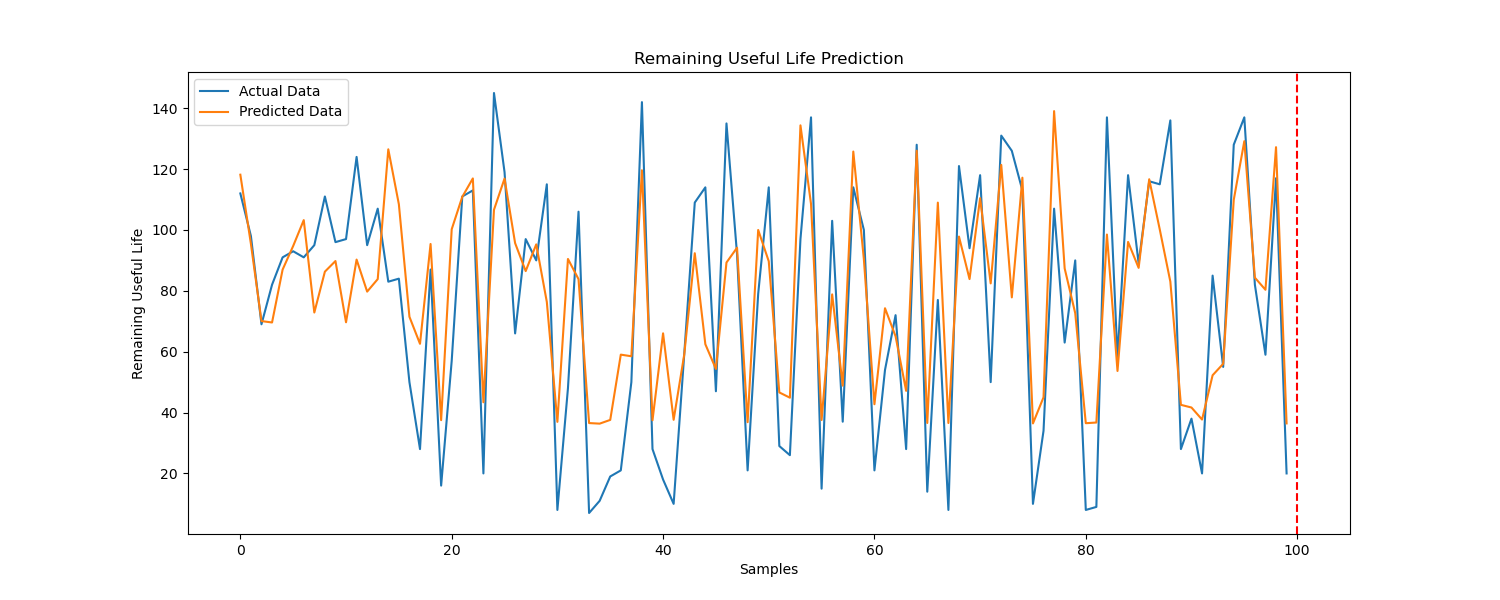 Remaining Useful Life Prediction
Actual Data
Predicted Data
Remaining Useful Life
140
120
100
80
60
40
20
0
20
40
60
80
100
Samples